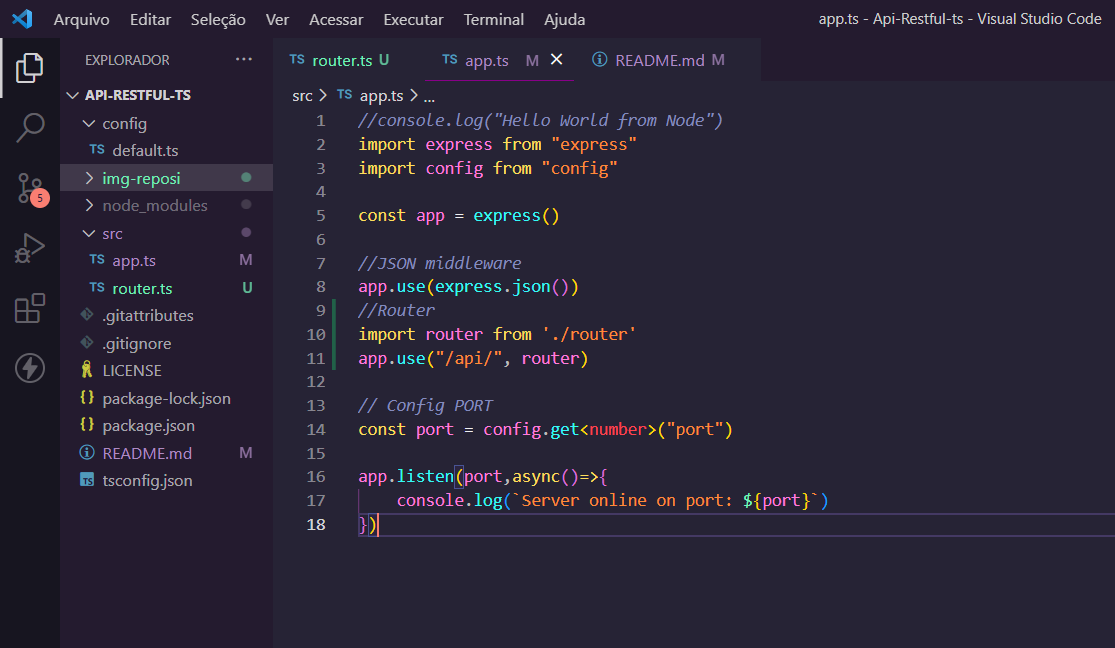 Arquivo Editar Seleção Ver Acessar Executar Terminal Ajuda app.ts - Api-Restful-ts - Visual Studio Code
EXPLORADOR ...
API-RESTFUL-TS
config
TS default.ts
img-reposi
node_modules
src
TS app.ts M
TS router.ts U
.gitattributes
.gitignore
LICENSE
{} package-lock.json
{} package.json
README.md M
TS tsconfig.json
5
TS router.ts U TS app.ts M README.md M
src > TS app.ts > ...
1 //console.log("Hello World from Node")
2 import express from "express"
3 import config from "config"
4
5 const app = express()
6
7 //JSON middleware
8 app.use(express.json())
9 //Router
10 import router from './router'
11 app.use("/api/", router)
12
13 // Config PORT
14 const port = config.get<number>("port")
15
16 app.listen(port,async()=>{
17 console.log(`Server online on port: ${port}`)
18 })